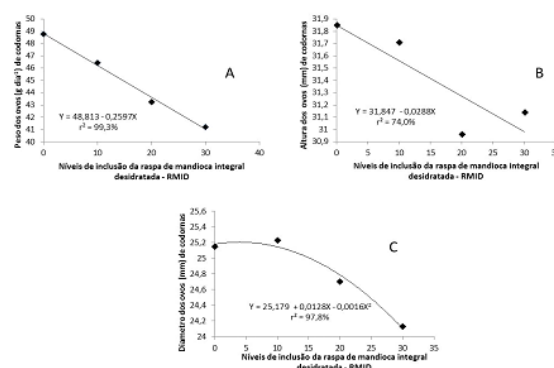 Peso dos ovos (g dia⁻¹) de codornas
50
49
48
47
46
45
44
43
42
41
40
A
Y = 48,813 - 0,2597X
r² = 99,3%
0 10 20 30 40
Níveis de inclusão da raspa de mandioca integral
desidratada - RMID
Altura dos ovos (mm) de codornas
31,9
31,8
31,7
31,6
31,5
31,4
31,3
31,2
31,1
31
30,9
B
Y = 31,847 - 0,0288X
r² = 74,0%
0 5 10 15 20 25 30 35
Níveis de inclusão da raspa de mandioca integral
desidratada - RMID
Diametro dos ovos (mm) de codornas
25,6
25,4
25,2
25
24,8
24,6
24,4
24,2
24
C
Y = 25,179 + 0,0128X - 0,0016X²
r² = 97,8%
0 5 10 15 20 25 30 35
Níveis de inclusão da raspa de mandioca integral
desidratada - RMID